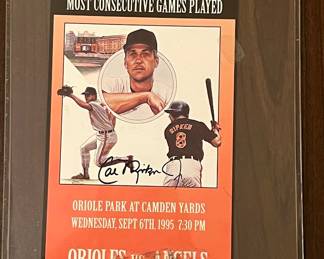 MOST CONSECUTIVE GAMES PLAYED
RIPKEN
8
Cal Ripken Jr
ORIOLE PARK AT CAMDEN YARDS
WEDNESDAY, SEPT 6TH, 1995 7:30 PM
ORIOLES vs. ANGELS